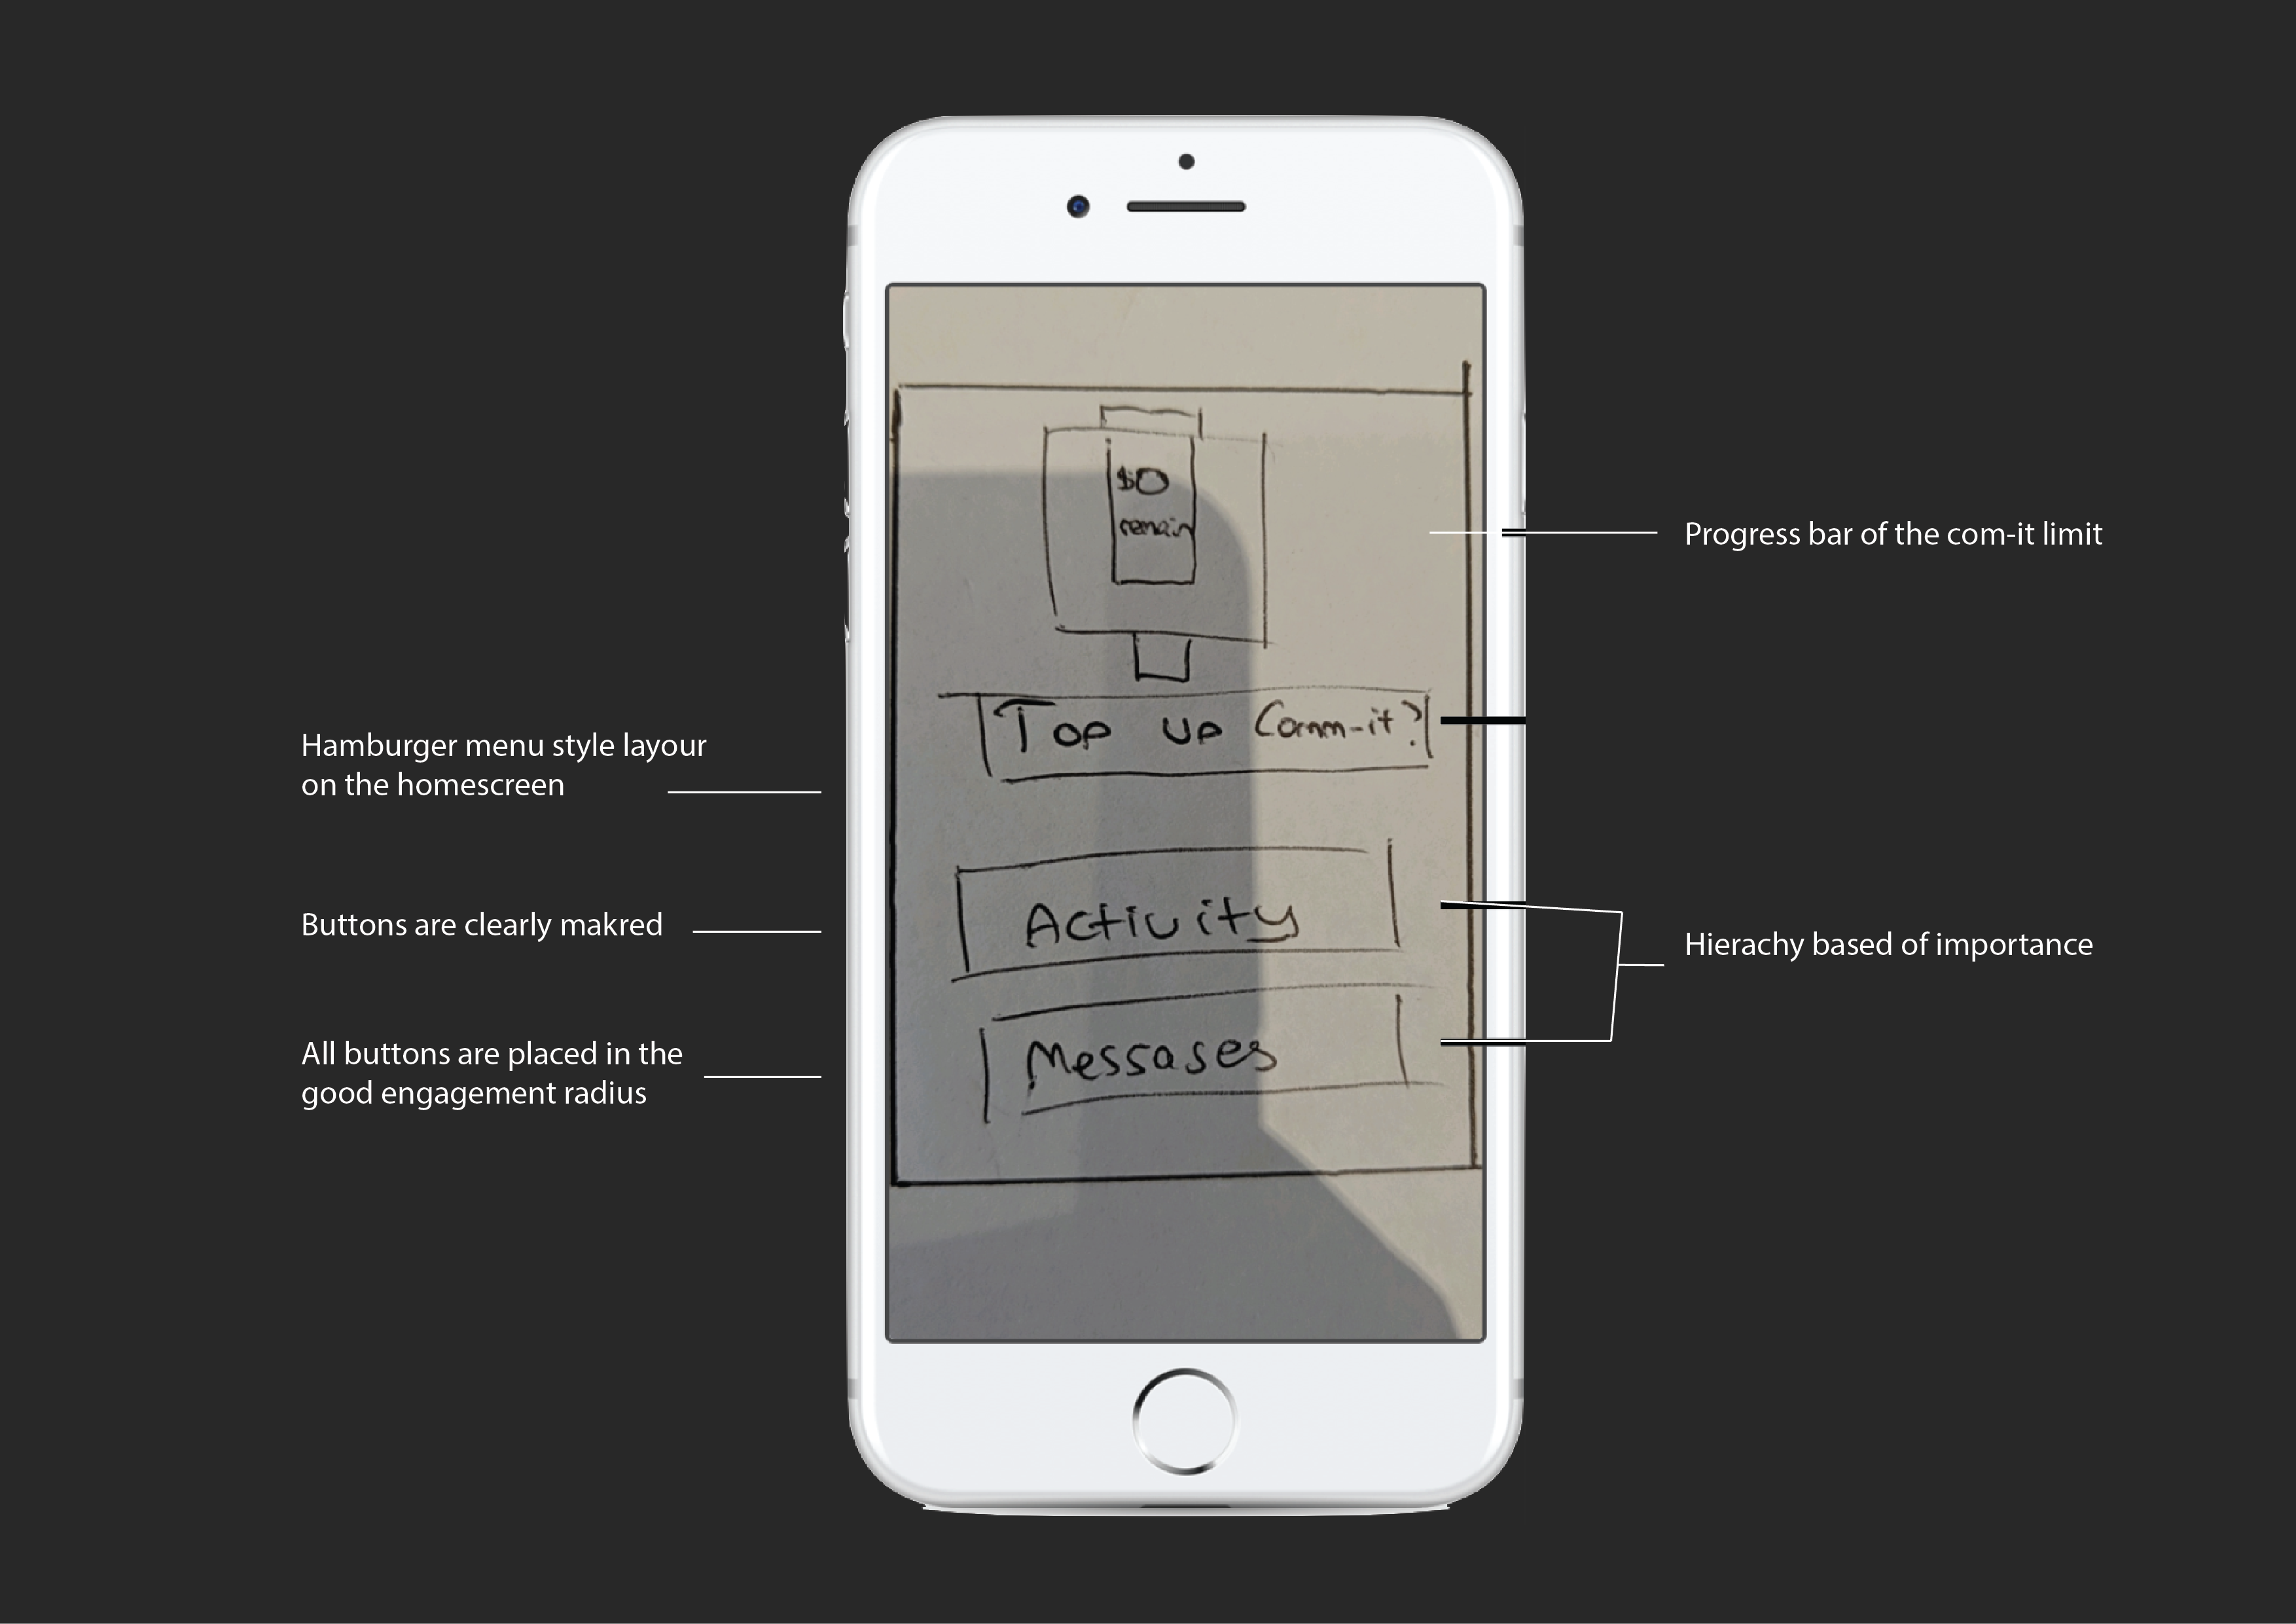 $0
remain
Top up Comm-it?
Activity
Messases
Hamburger menu style layour
on the homescreen
Buttons are clearly makred
All buttons are placed in the
good engagement radius
Progress bar of the com-it limit
Hierachy based of importance